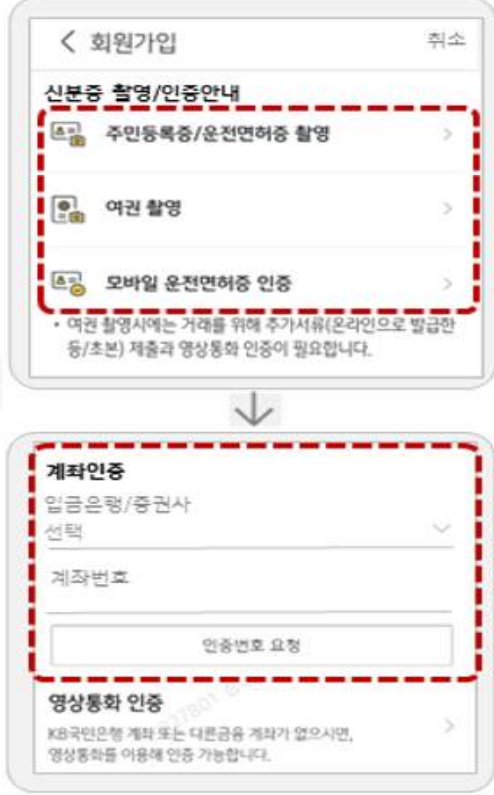 회원가입
취소
신분증 촬영/인증안내
주민등록증/운전면허증 촬영
여권 촬영
모바일 운전면허증 인증
• 여권 촬영시에는 거래를 위해 추가서류(온라인으로 발급한
등/초본) 제출과 영상통화 인증이 필요합니다.
계좌인증
입금은행/증권사
선택
계좌번호
인증번호 요청
영상통화 인증
KB국민은행 계좌 또는 다른금융 계좌가 없으시면,
영상통화를 이용해 인증 가능합니다.